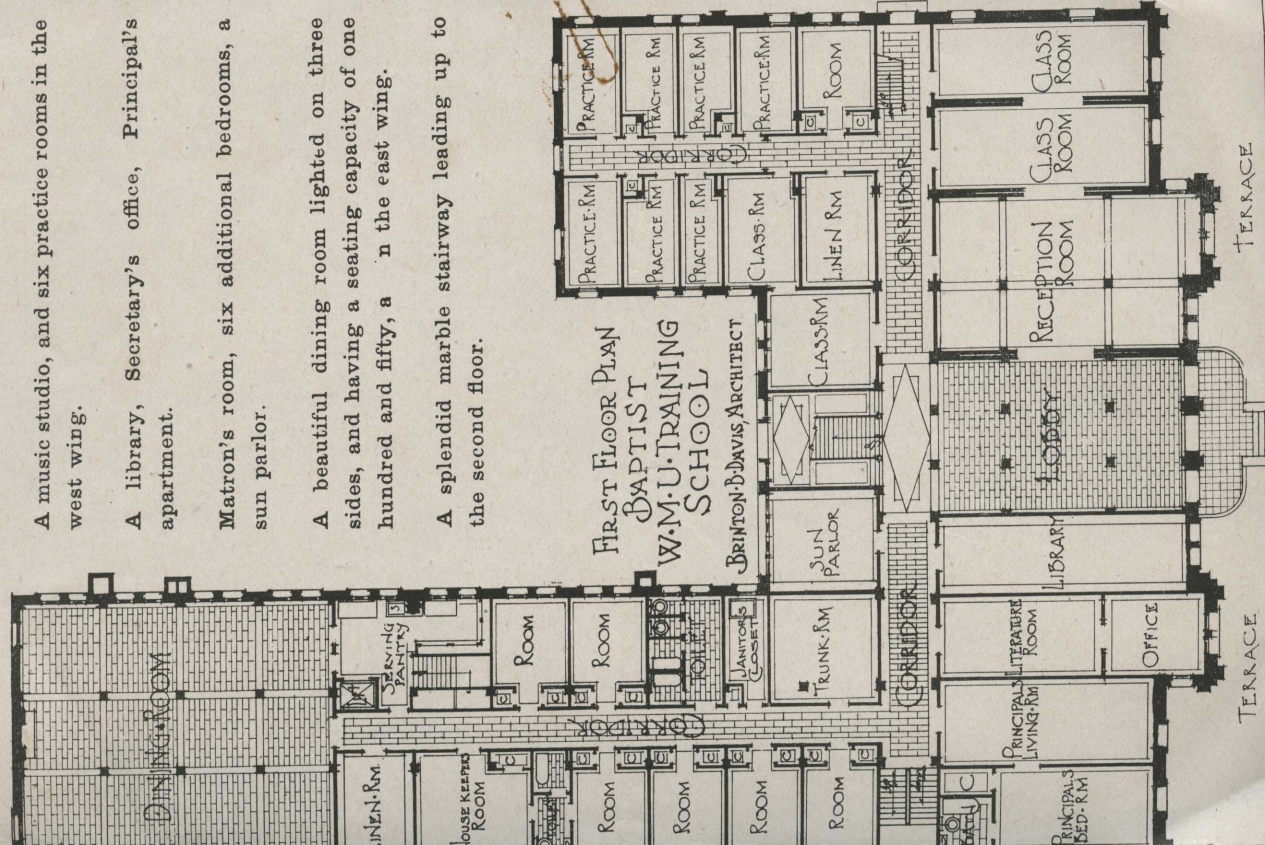 A music studio, and six practice rooms in the
west wing.
A library, Secretary's office, Principal's
apartment.
Matron's room, six additional bedrooms, a
sun parlor.
A beautiful dining room lighted on three
sides, and having a seating capacity of one
hundred and fifty, a n the east wing.
A splendid marble stairway leading up to
the second floor.
FIRST FLOOR PLAN
BAPTIST
W·M·U·TRAINING
SCHOOL
BRINTON·B·DAVIS, ARCHITECT
DINING·ROOM
SERVING
PANTRY
S
ROOM
C
C
ROOM
C
C
TOILET
JANITOR'S
CLOSET
TRUNK·RM
SUN
PARLOR
CLASS·RM
PRACTICE·RM
PRACTICE RM
PRACTICE RM
CLASS·RM
LINEN RM
C
CORRIDOR
PRACTICE·RM
PRACTICE RM
PRACTICE RM
PRACTICE·RM
ROOM
C
C
C
C
UP
CORRIDOR
CORRIDOR
CORRIDOR
INEN·RM.
OUSE KEEPERS
ROOM
C
ROOM
C
C
ROOM
C
C
ROOM
C
C
ROOM
C
C
CLASS
ROOM
CLASS
ROOM
RECEPTION
ROOM
LOBBY
LIBRARY
LITERATURE
ROOM
OFFICE
PRINCIPALS
LIVING·RM
PRINCIPALS
BED·RM
C
BATH
TERRACE
TERRACE